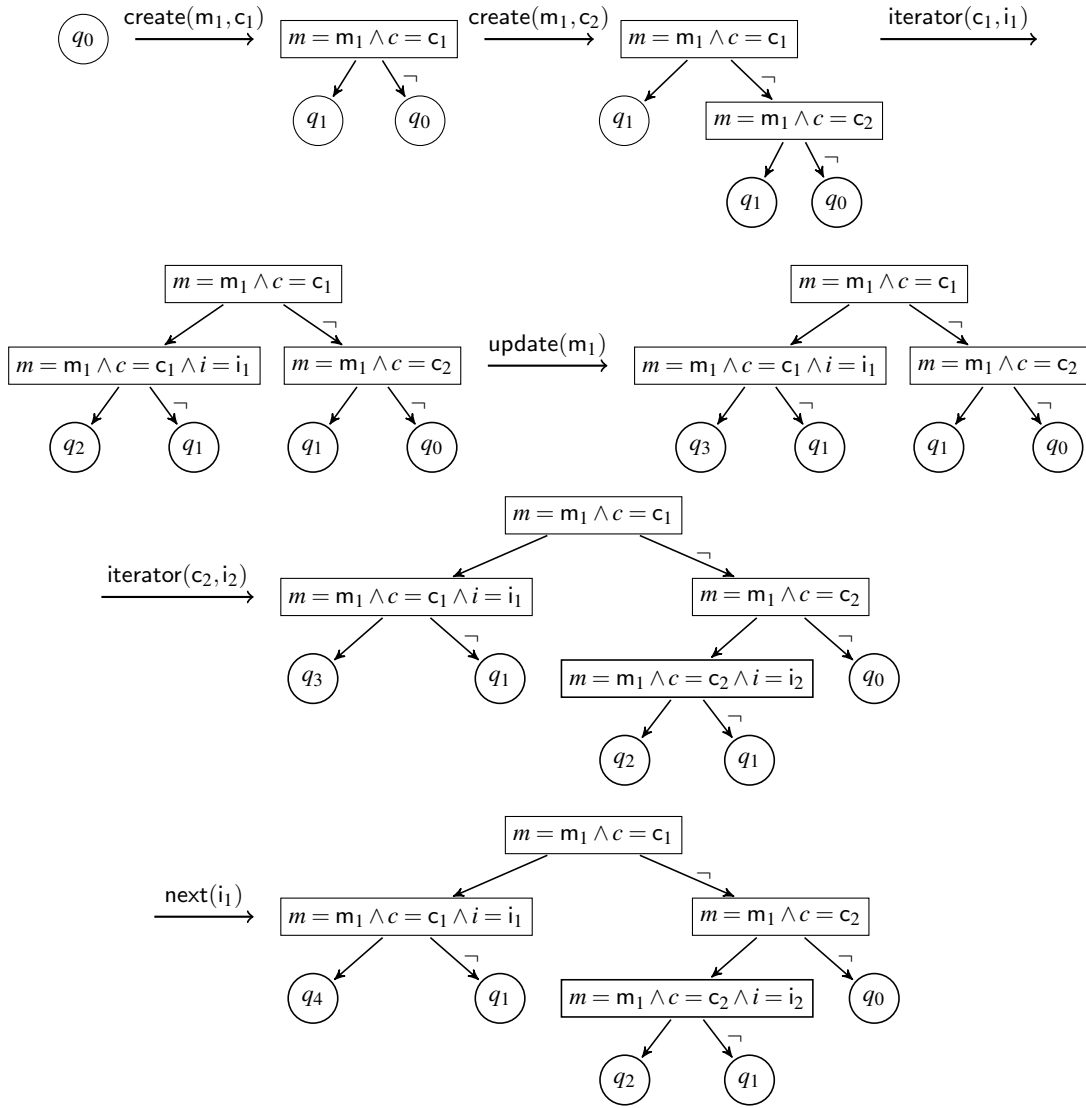 q0 create(m1,c1) m = m1 ∧ c = c1 create(m1,c2) m = m1 ∧ c = c1 iterator(c1,i1)
¬ ¬
q1 q0 q1 m = m1 ∧ c = c2
¬
q1 q0
m = m1 ∧ c = c1 m = m1 ∧ c = c1
¬ ¬
m = m1 ∧ c = c1 ∧ i = i1 m = m1 ∧ c = c2 update(m1) m = m1 ∧ c = c1 ∧ i = i1 m = m1 ∧ c = c2
¬ ¬ ¬ ¬
q2 q1 q1 q0 q3 q1 q1 q0
m = m1 ∧ c = c1
¬
iterator(c2,i2) m = m1 ∧ c = c1 ∧ i = i1 m = m1 ∧ c = c2
¬ ¬
q3 q1 m = m1 ∧ c = c2 ∧ i = i2 q0
¬
q2 q1
m = m1 ∧ c = c1
¬
next(i1) m = m1 ∧ c = c1 ∧ i = i1 m = m1 ∧ c = c2
¬ ¬
q4 q1 m = m1 ∧ c = c2 ∧ i = i2 q0
¬
q2 q1